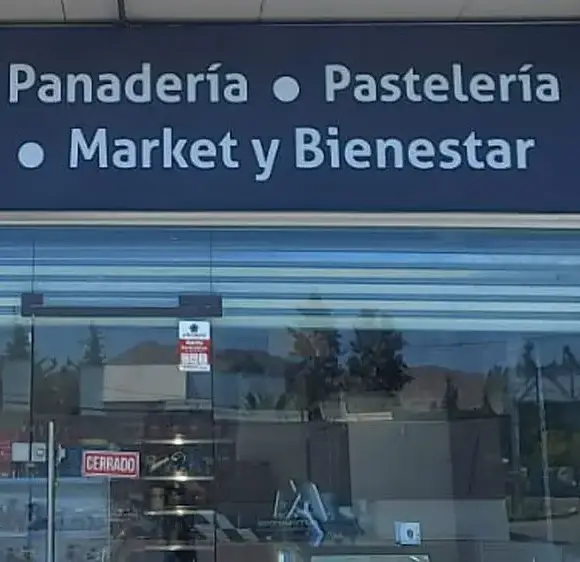 Panadería • Pastelería
• Market y Bienestar
CERRADO